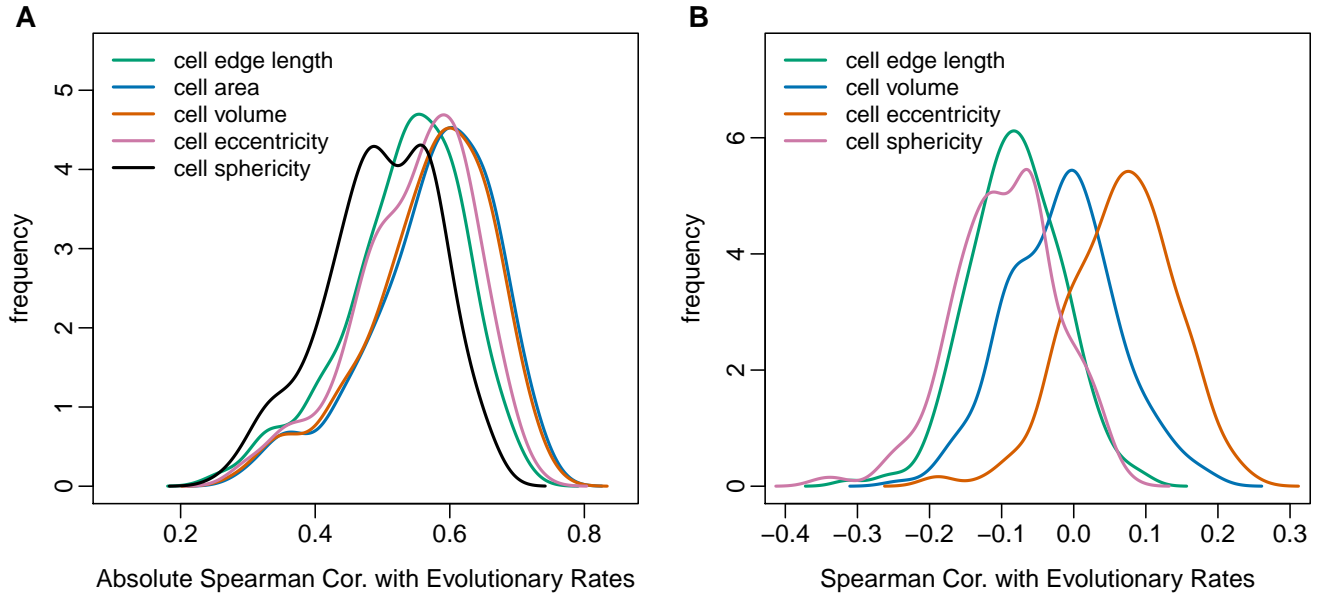 A
cell edge length
cell area
cell volume
cell eccentricity
cell sphericity
frequency
0
1
2
3
4
5
0.2
0.4
0.6
0.8
Absolute Spearman Cor. with Evolutionary Rates
B
cell edge length
cell volume
cell eccentricity
cell sphericity
frequency
0
2
4
6
−0.4
−0.3
−0.2
−0.1
0.0
0.1
0.2
0.3
Spearman Cor. with Evolutionary Rates